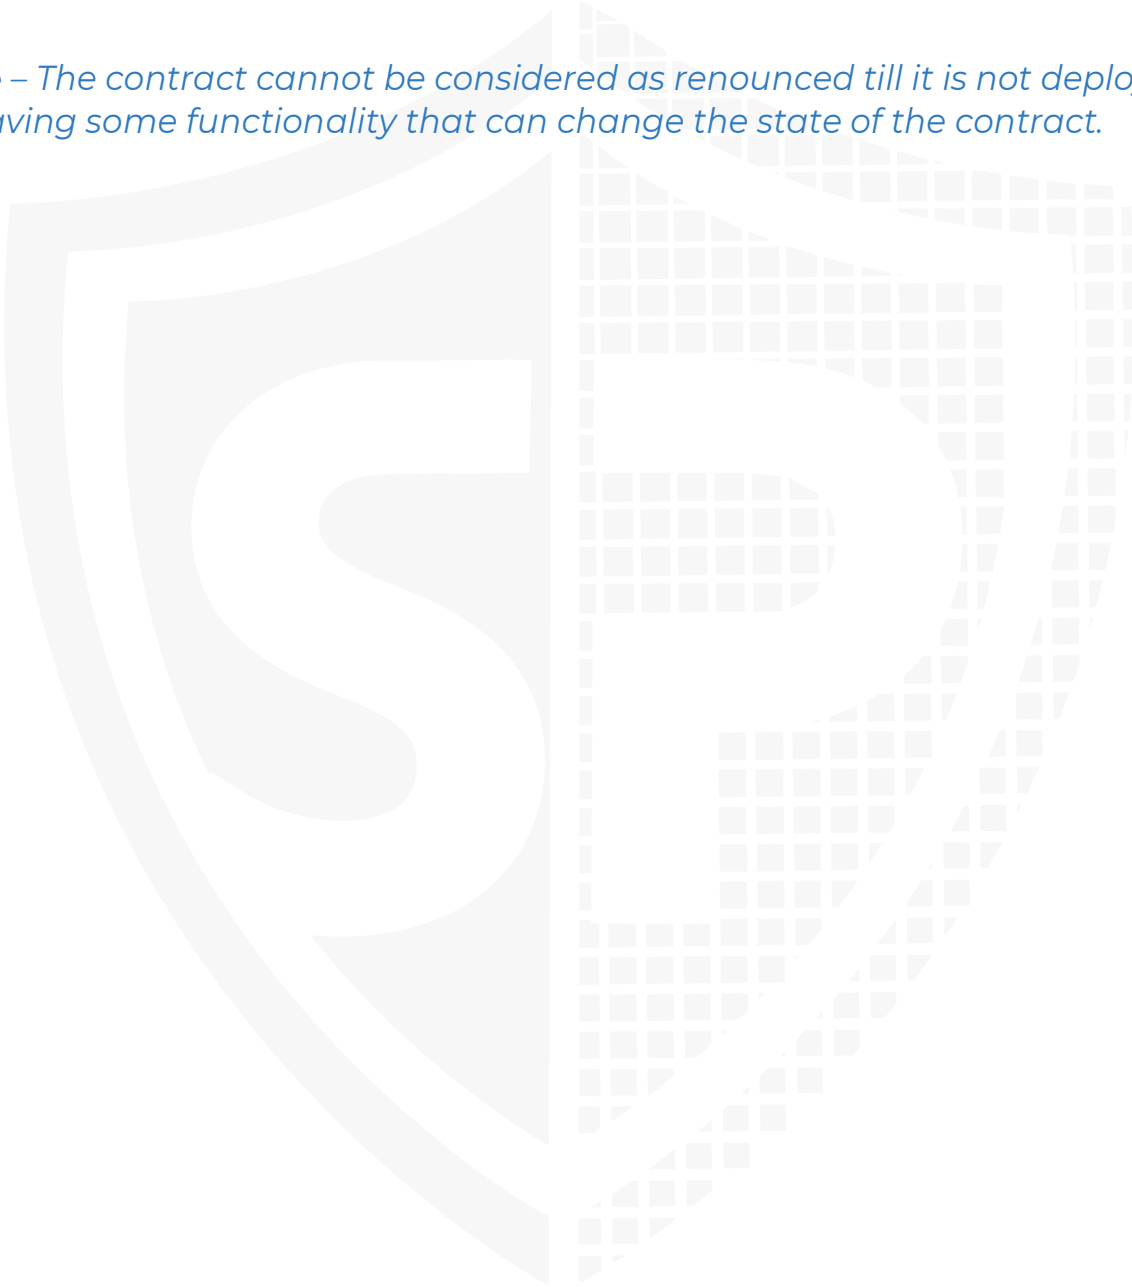 – The contract cannot be considered as renounced till it is not
some functionality that can change the state of the contract.
SP